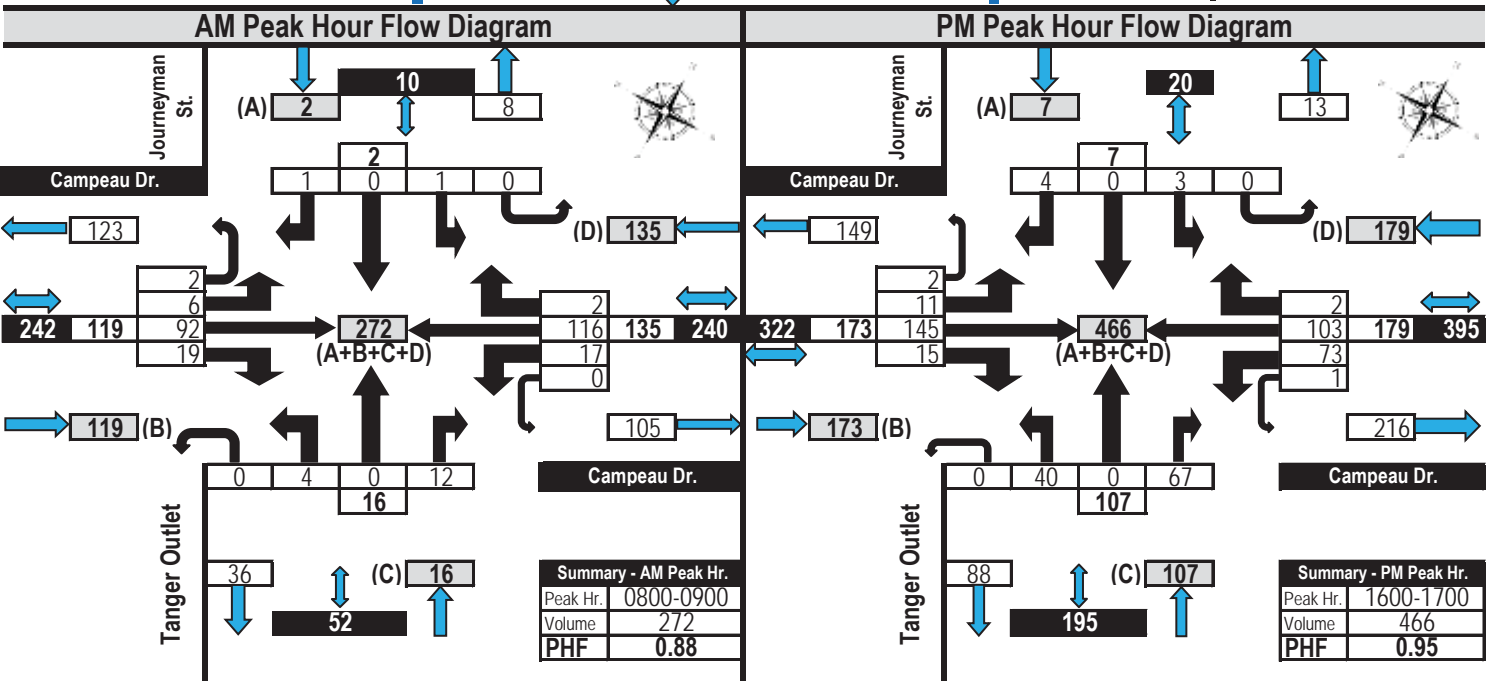 AM Peak Hour Flow Diagram
Journeyman St.
10
(A) 2
8
2
1 0 1 0
Campeau Dr.
123
(D) 135
2
6
242 119 92
19
272
(A+B+C+D)
2
116 135 240
17
0
119 (B)
105
0 4 0 12
16
Campeau Dr.
Tanger Outlet
36
(C) 16
52
Summary - AM Peak Hr.
Peak Hr. 0800-0900
Volume 272
PHF 0.88
PM Peak Hour Flow Diagram
Journeyman St.
20
(A) 7
13
7
4 0 3 0
Campeau Dr.
149
(D) 179
2
11
322 173 145
15
466
(A+B+C+D)
2
103 179 395
73
1
173 (B)
216
0 40 0 67
107
Campeau Dr.
Tanger Outlet
88
(C) 107
195
Summary - PM Peak Hr.
Peak Hr. 1600-1700
Volume 466
PHF 0.95